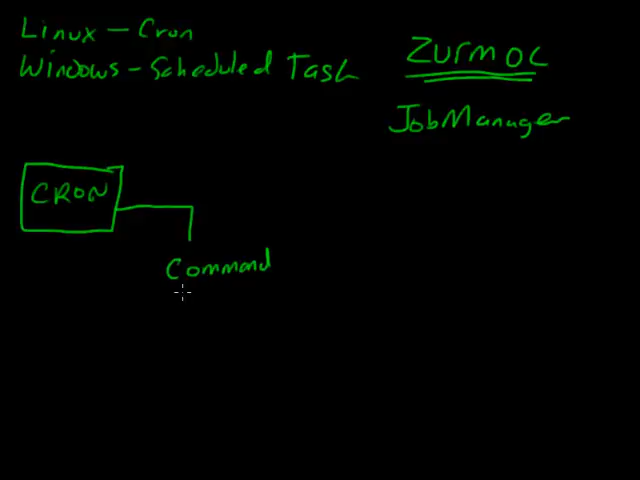 Linux - Cron
Windows - Scheduled Task
Zurmoc
JobManager
CRON
Command